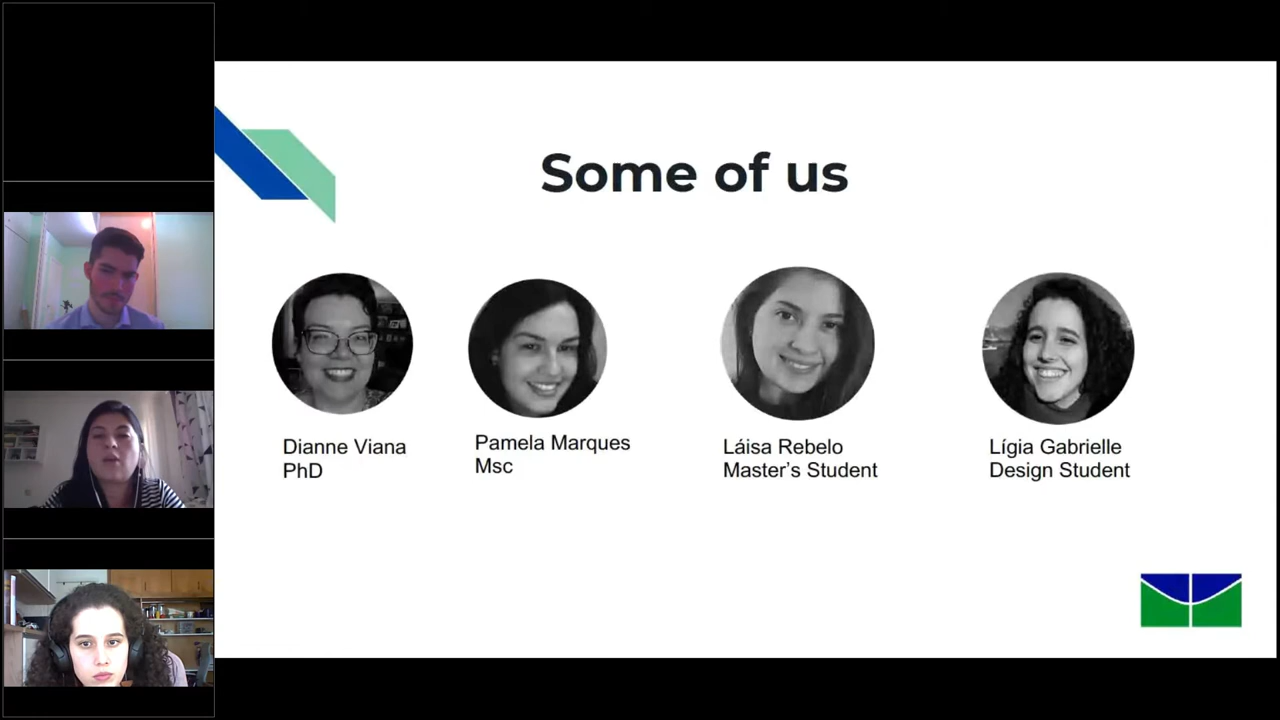 Some of us
Dianne Viana
PhD
Pamela Marques
Msc
Láisa Rebelo
Master's Student
Lígia Gabrielle
Design Student